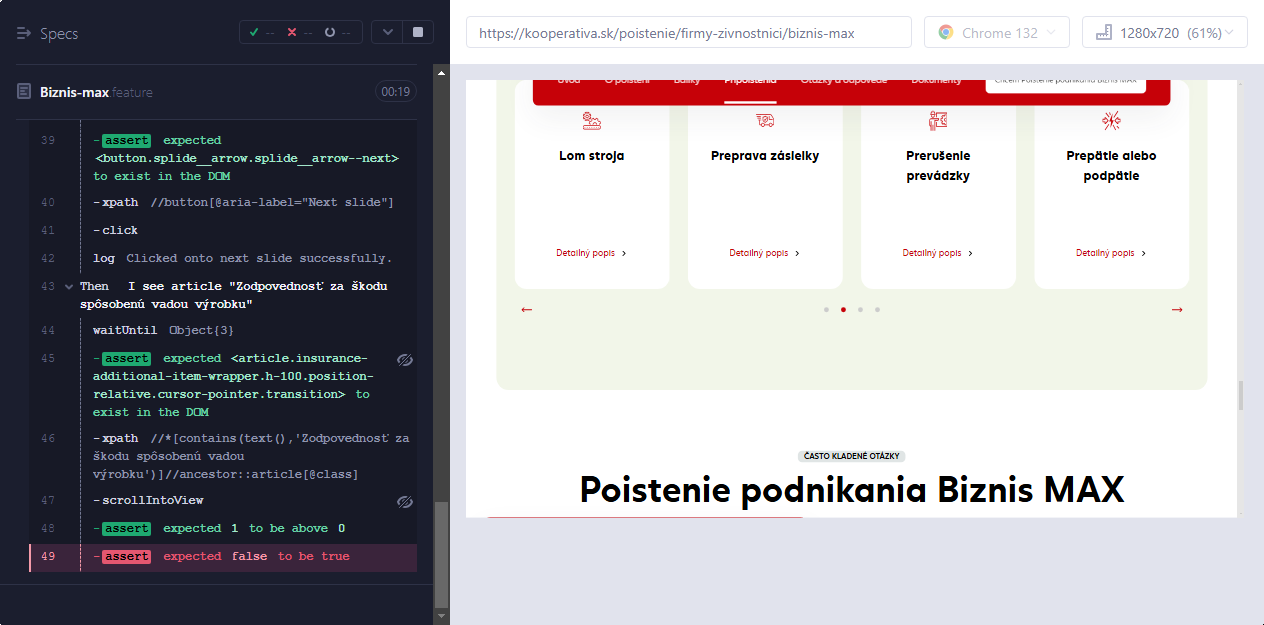 Specs
-- -- --
Biznis-max.feature 00:19
39 -assert expected
<button.splide__arrow.splide__arrow--next>
to exist in the DOM
40 -xpath //button[@aria-label="Next slide"]
41 -click
42 log Clicked onto next slide successfully.
43 Then I see article "Zodpovednosť za škodu
spôsobenú vadou výrobku"
44 waitUntil Object{3}
45 -assert expected <article.insurance-
additional-item-wrapper.h-100.position-
relative.cursor-pointer.transition> to
exist in the DOM
46 -xpath //*[contains(text(),'Zodpovednosť za
škodu spôsobenú vadou
výrobku')]//ancestor::article[@class]
47 -scrollIntoView
48 -assert expected 1 to be above 0
49 -assert expected false to be true
https://kooperativa.sk/poistenie/firmy-zivnostnici/biznis-max
Chrome 132
1280x720 (61%)
Úvod O poistení Balíky Pripoistenia Otázky a odpovede Dokumenty Chcem Poistenie podnikania Biznis MAX
Lom stroja
Detailný popis
Preprava zásielky
Detailný popis
Prerušenie
prevádzky
Detailný popis
Prepätie alebo
podpätie
Detailný popis
ČASTO KLADENÉ OTÁZKY
Poistenie podnikania Biznis MAX